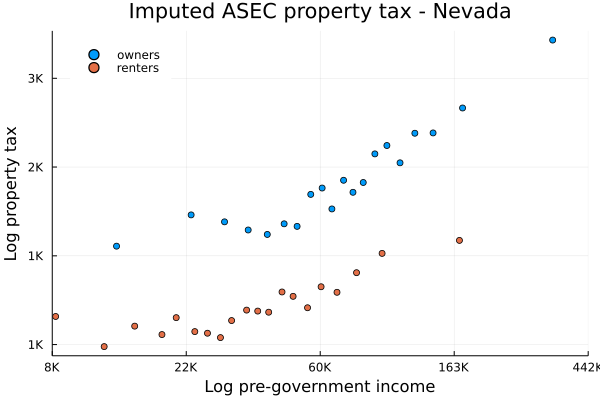 Imputed ASEC property tax - Nevada
owners
renters
Log property tax
3K
2K
1K
1K
8K
22K
60K
163K
442K
Log pre-government income